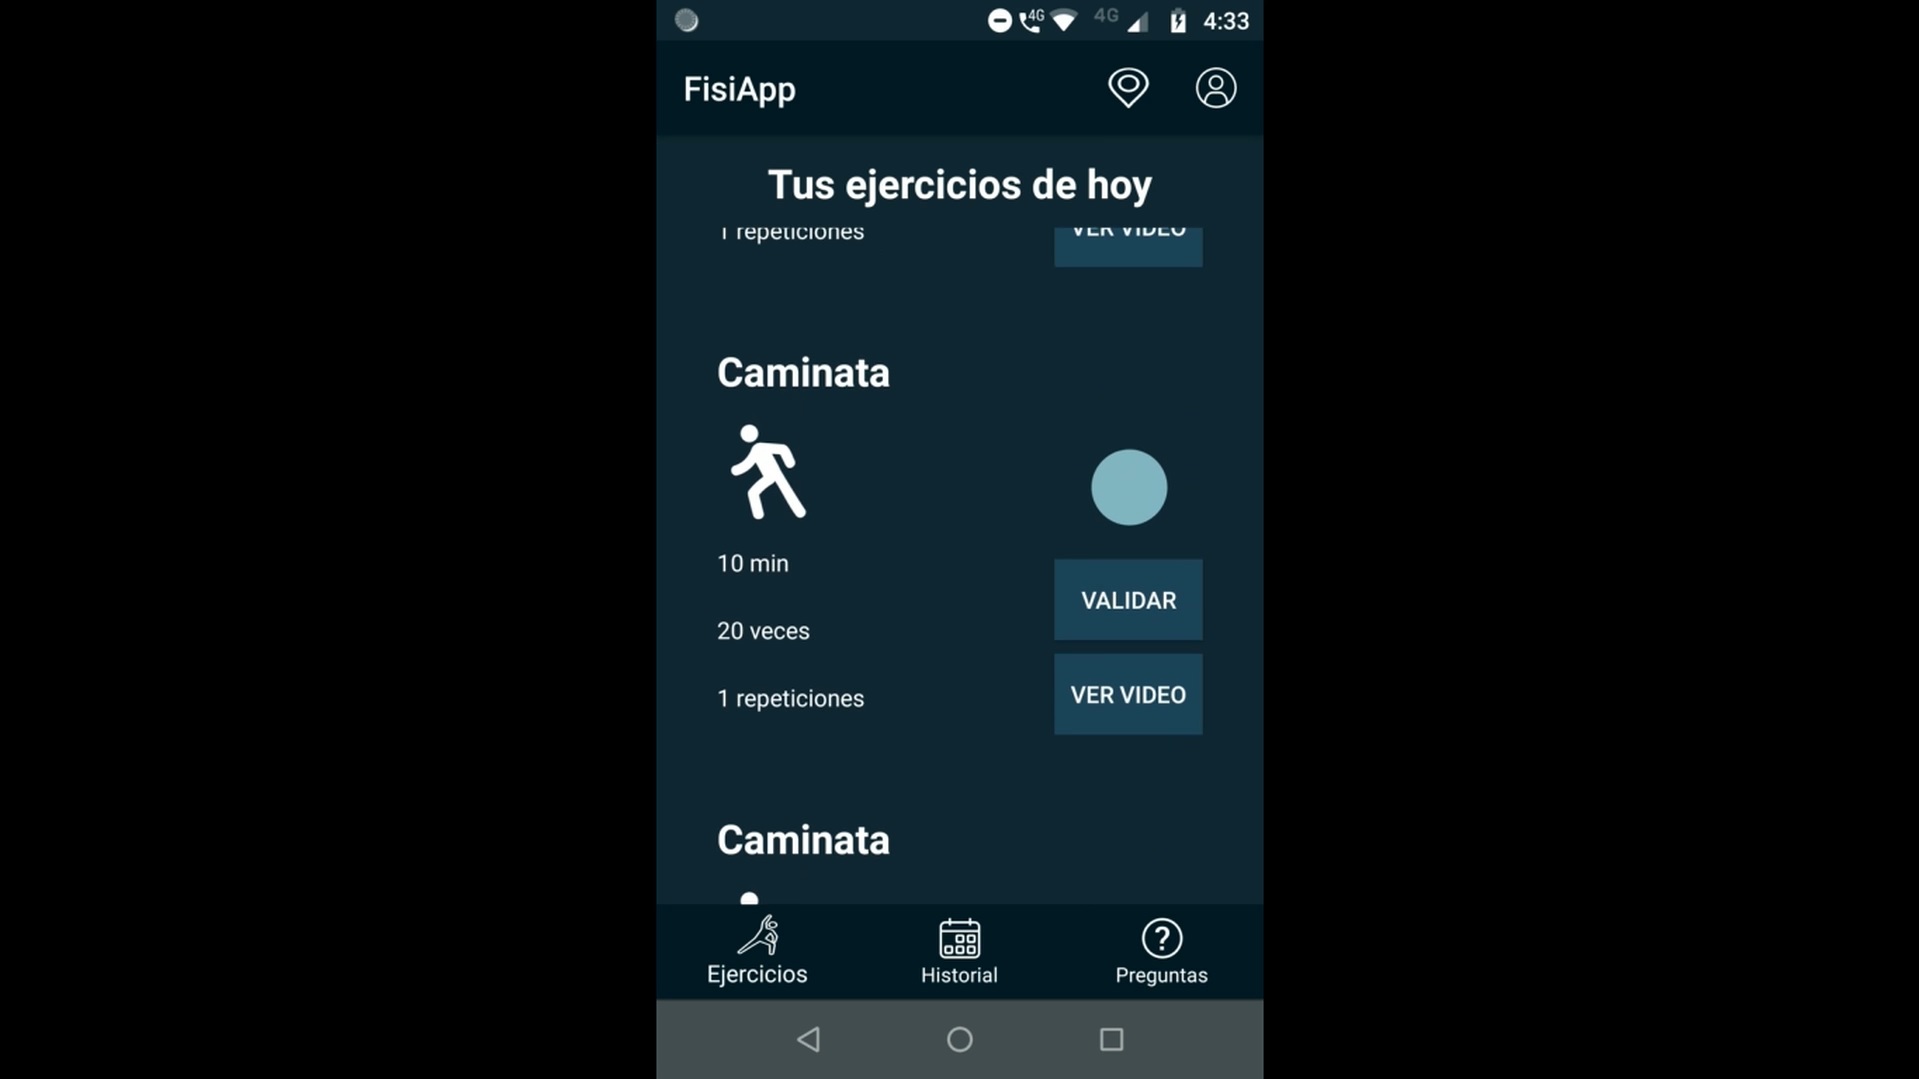 4G 4G 4:33
FisiApp
Tus ejercicios de hoy
1 repeticiones VER VIDEO
Caminata
10 min
VALIDAR
20 veces
1 repeticiones VER VIDEO
Caminata
Ejercicios Historial Preguntas